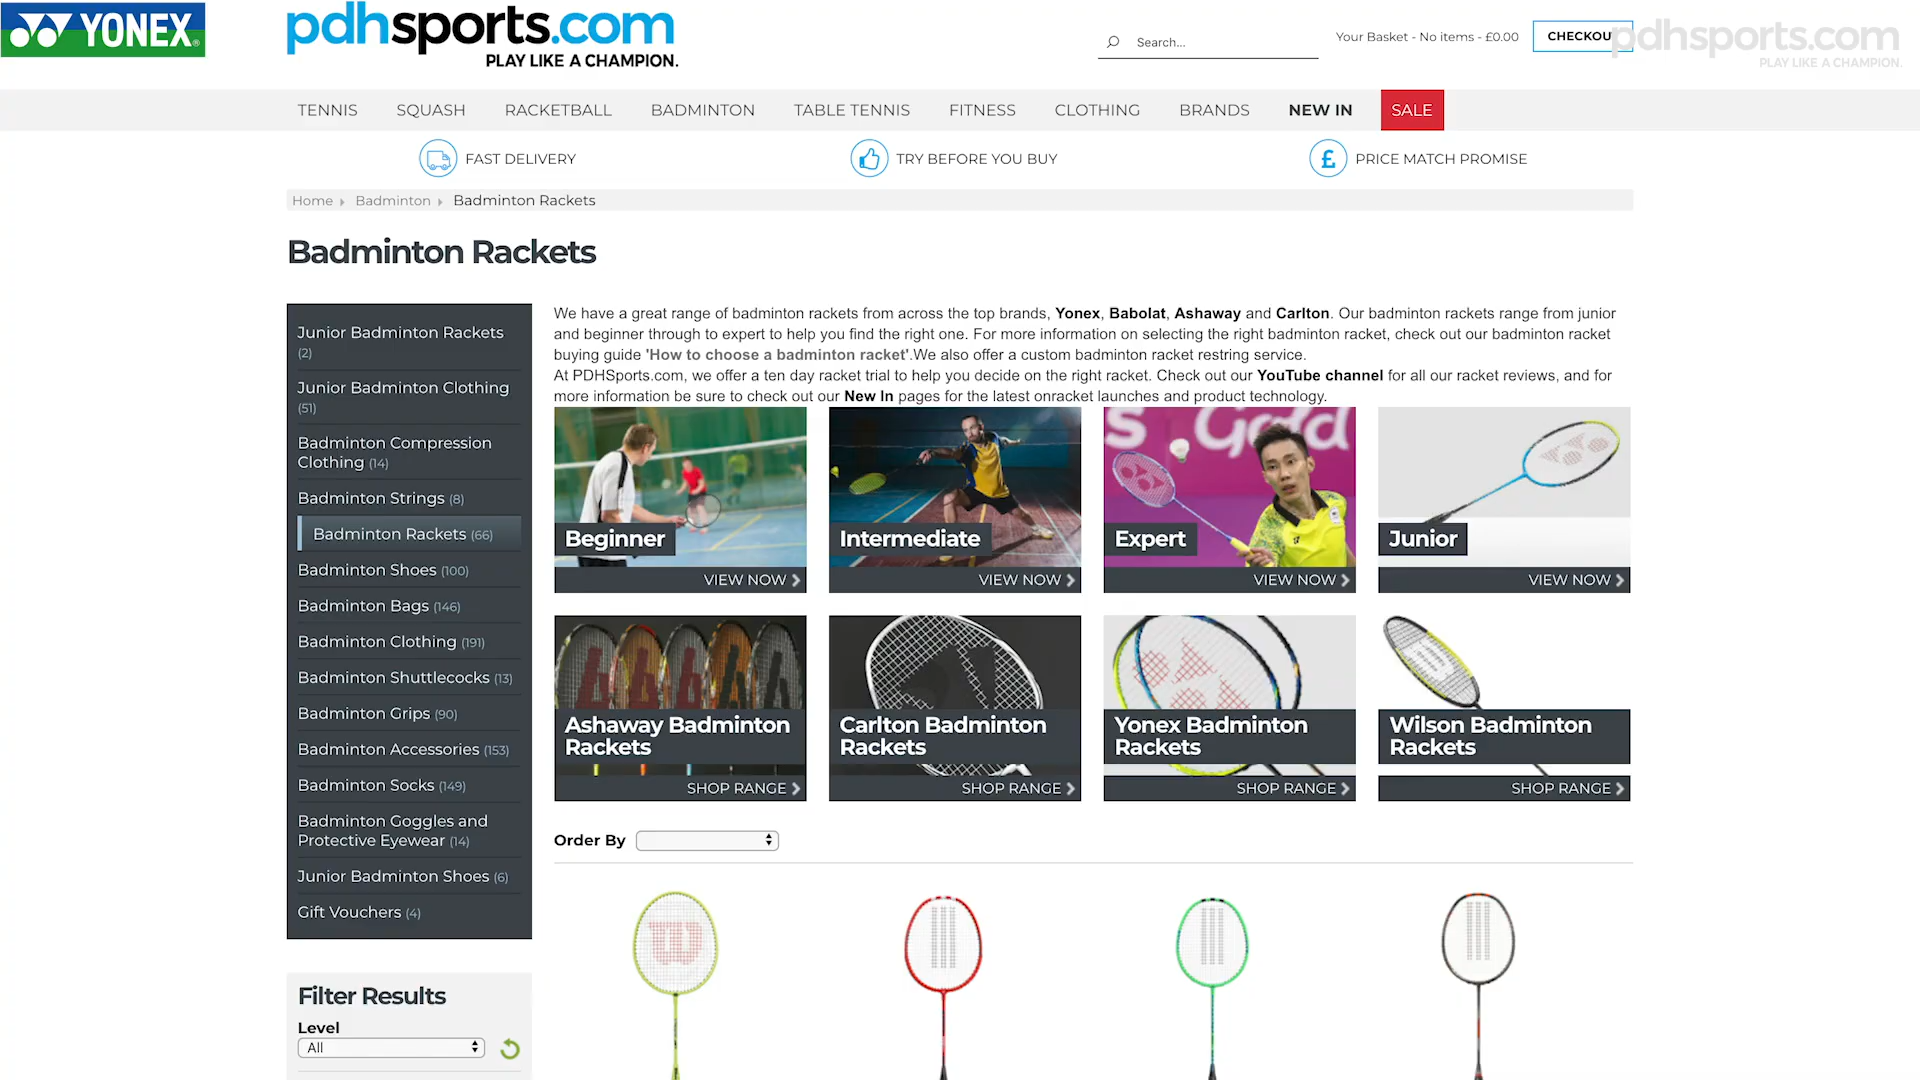 YONEX
pdhsports.com
PLAY LIKE A CHAMPION.
Search...
Your Basket - No items - £0.00
CHECKOU
pdhsports.com
PLAY LIKE A CHAMPION.
TENNIS
SQUASH
RACKETBALL
BADMINTON
TABLE TENNIS
FITNESS
CLOTHING
BRANDS
NEW IN
SALE
FAST DELIVERY
TRY BEFORE YOU BUY
£ PRICE MATCH PROMISE
Home Badminton Badminton Rackets
Badminton Rackets
Junior Badminton Rackets
(2)
Junior Badminton Clothing
(51)
Badminton Compression
Clothing (14)
Badminton Strings (8)
Badminton Rackets (66)
Badminton Shoes (100)
Badminton Bags (146)
Badminton Clothing (191)
Badminton Shuttlecocks (13)
Badminton Grips (90)
Badminton Accessories (153)
Badminton Socks (149)
Badminton Goggles and
Protective Eyewear (14)
Junior Badminton Shoes (6)
Gift Vouchers (4)
Filter Results
Level
All
We have a great range of badminton rackets from across the top brands, Yonex, Babolat, Ashaway and Carlton. Our badminton rackets range from junior
and beginner through to expert to help you find the right one. For more information on selecting the right badminton racket, check out our badminton racket
buying guide 'How to choose a badminton racket'.We also offer a custom badminton racket restring service.
At PDHSports.com, we offer a ten day racket trial to help you decide on the right racket. Check out our YouTube channel for all our racket reviews, and for
more information be sure to check out our New In pages for the latest onracket launches and product technology.
Beginner
VIEW NOW
Intermediate
VIEW NOW
Gold
Expert
VIEW NOW
Junior
VIEW NOW
Ashaway Badminton
Rackets
SHOP RANGE
Carlton Badminton
Rackets
SHOP RANGE
Yonex Badminton
Rackets
SHOP RANGE
Wilson Badminton
Rackets
SHOP RANGE
Order By
W